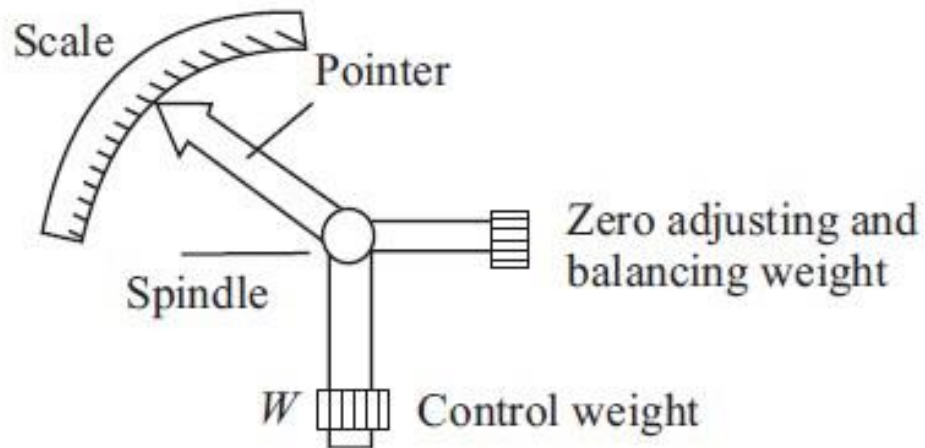 Scale
Pointer
Zero adjusting and
balancing weight
Spindle
W
Control weight